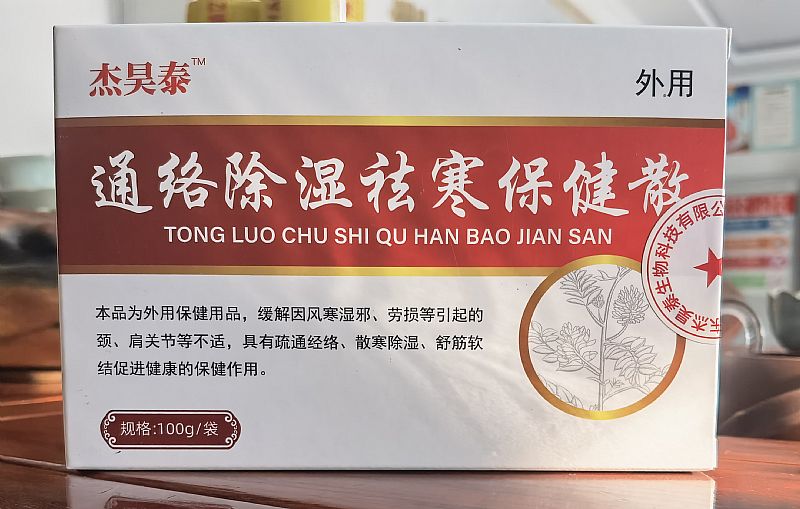 杰昊泰™
外用
通络除湿祛寒保健散
TONG LUO CHU SHI QU HAN BAO JIAN SAN
本品为外用保健用品，缓解因风寒湿邪、劳损等引起的
颈、肩关节等不适，具有疏通经络、散寒除湿、舒筋软
结促进健康的保健作用。
规格:100g/袋
杰昊泰生物科技有限公